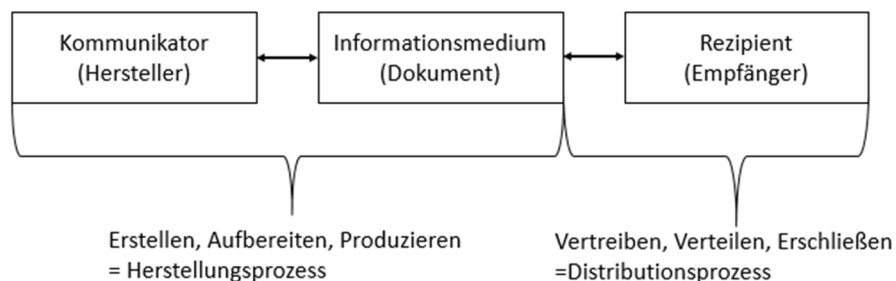 Kommunikator
(Hersteller)
Informationsmedium
(Dokument)
Rezipient
(Empfänger)
Erstellen, Aufbereiten, Produzieren
= Herstellungsprozess
Vertreiben, Verteilen, Erschließen
=Distributionsprozess